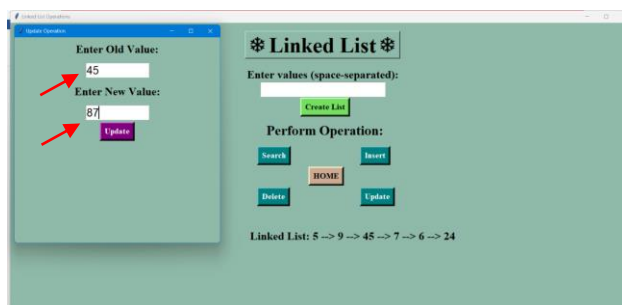 Linked List Operations
Update Operation
Enter Old Value:
45
Enter New Value:
87
Update
❄ Linked List ❄
Enter values (space-separated):
Create List
Perform Operation:
Search
Insert
HOME
Delete
Update
Linked List: 5 --> 9 --> 45 --> 7 --> 6 --> 24